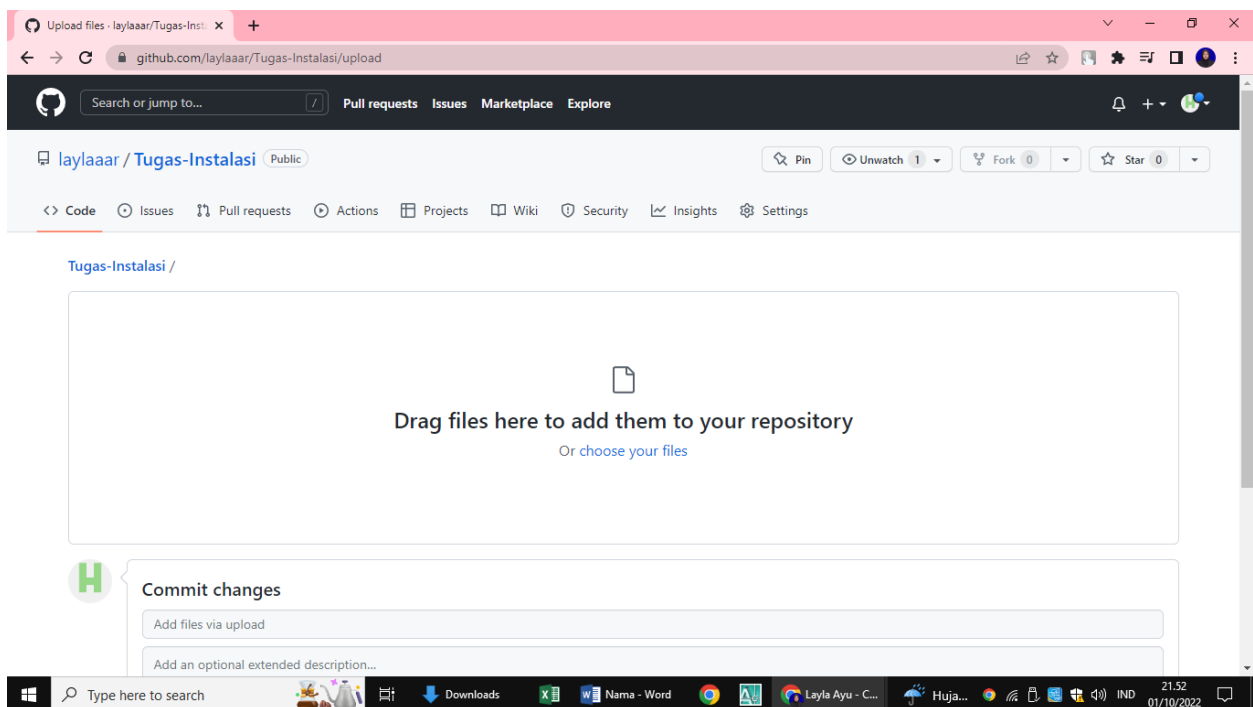 Upload files · laylaaar/Tugas-Insta
github.com/laylaaar/Tugas-Instalasi/upload
Search or jump to... / Pull requests Issues Marketplace Explore
laylaaar / Tugas-Instalasi Public Pin Unwatch 1 Fork 0 Star 0
<> Code Issues Pull requests Actions Projects Wiki Security Insights Settings
Tugas-Instalasi /
Drag files here to add them to your repository
Or choose your files
Commit changes
Add files via upload
Add an optional extended description...
Type here to search Downloads Nama - Word Layla Ayu - C... Huja... IND 21.52
01/10/2022